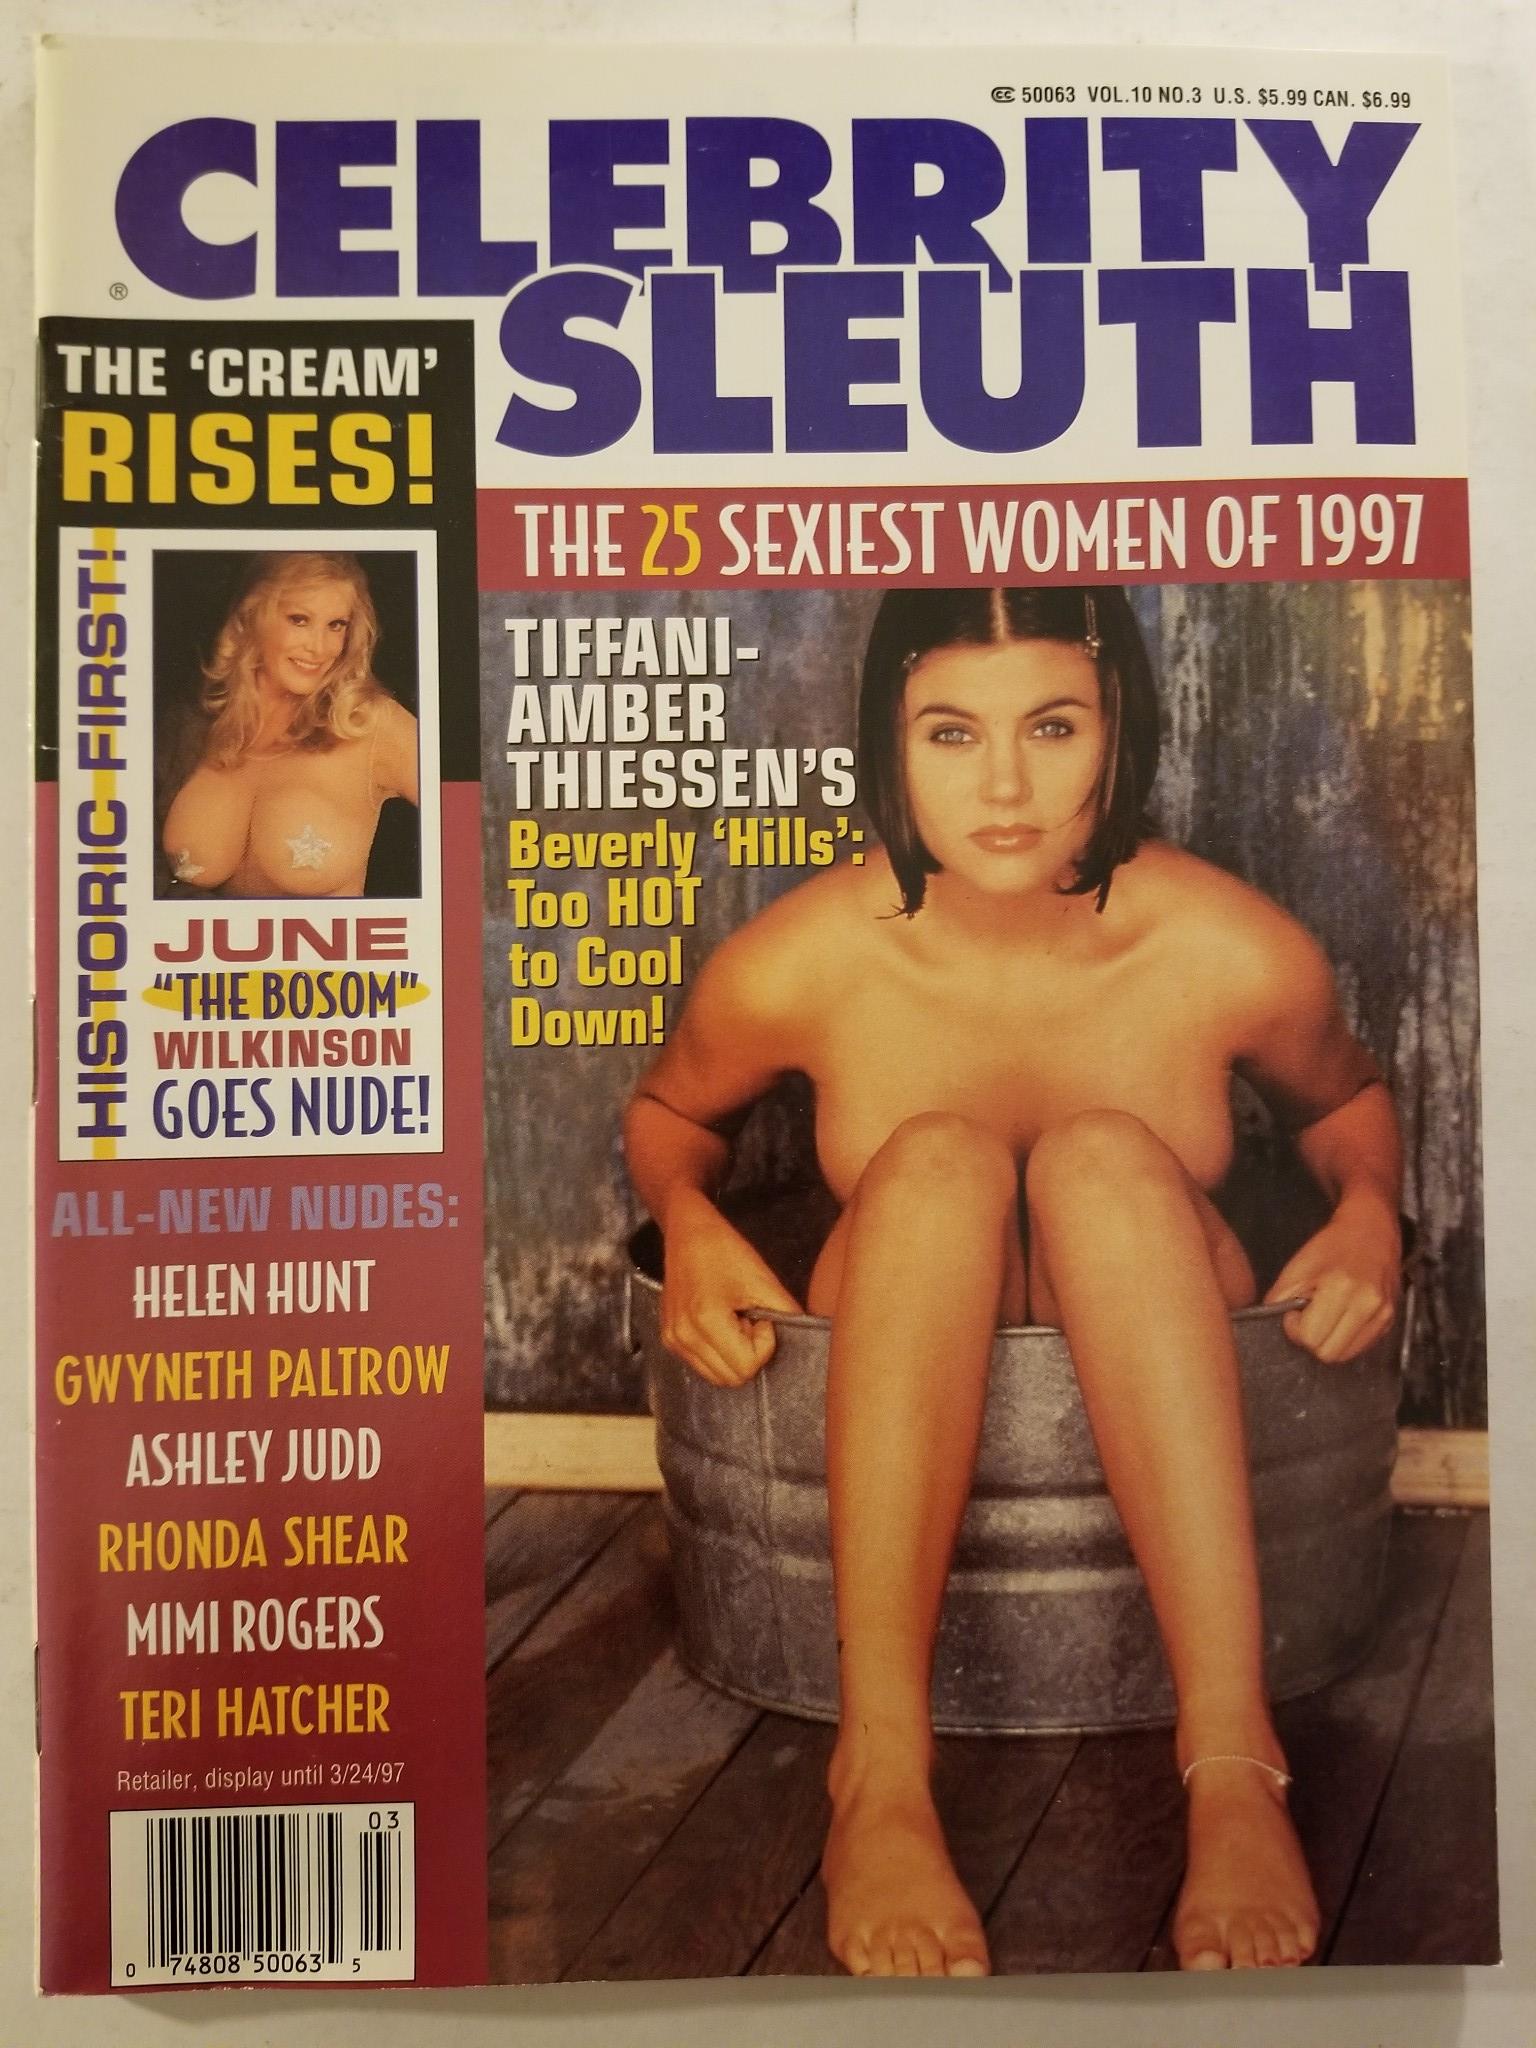 CCC 50063 VOL.10 NO.3 U.S. $5.99 CAN. $6.99
CELEBRITY
SLEUTH
®
THE 'CREAM'
RISES!
THE 25 SEXIEST WOMEN OF 1997
HISTORIC FIRST!
JUNE
"THE BOSOM"
WILKINSON
GOES NUDE!
TIFFANI-
AMBER
THIESSEN'S
Beverly 'Hills':
Too HOT
to Cool
Down!
ALL-NEW NUDES:
HELEN HUNT
GWYNETH PALTROW
ASHLEY JUDD
RHONDA SHEAR
MIMI ROGERS
TERI HATCHER
Retailer, display until 3/24/97
03
0 74808 50063 5